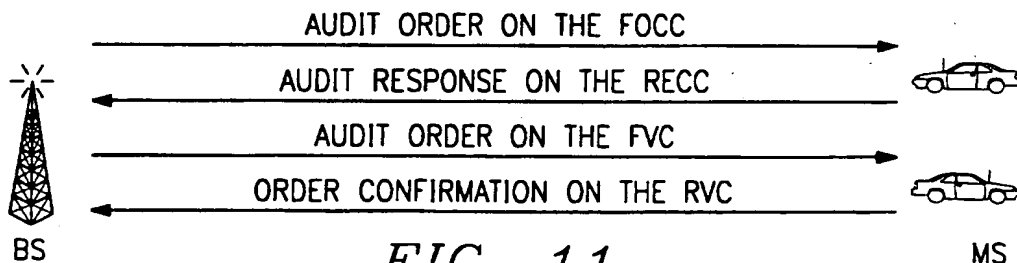 AUDIT ORDER ON THE FOCC
AUDIT RESPONSE ON THE RECC
AUDIT ORDER ON THE FVC
ORDER CONFIRMATION ON THE RVC
BS
FIG. 11
MS